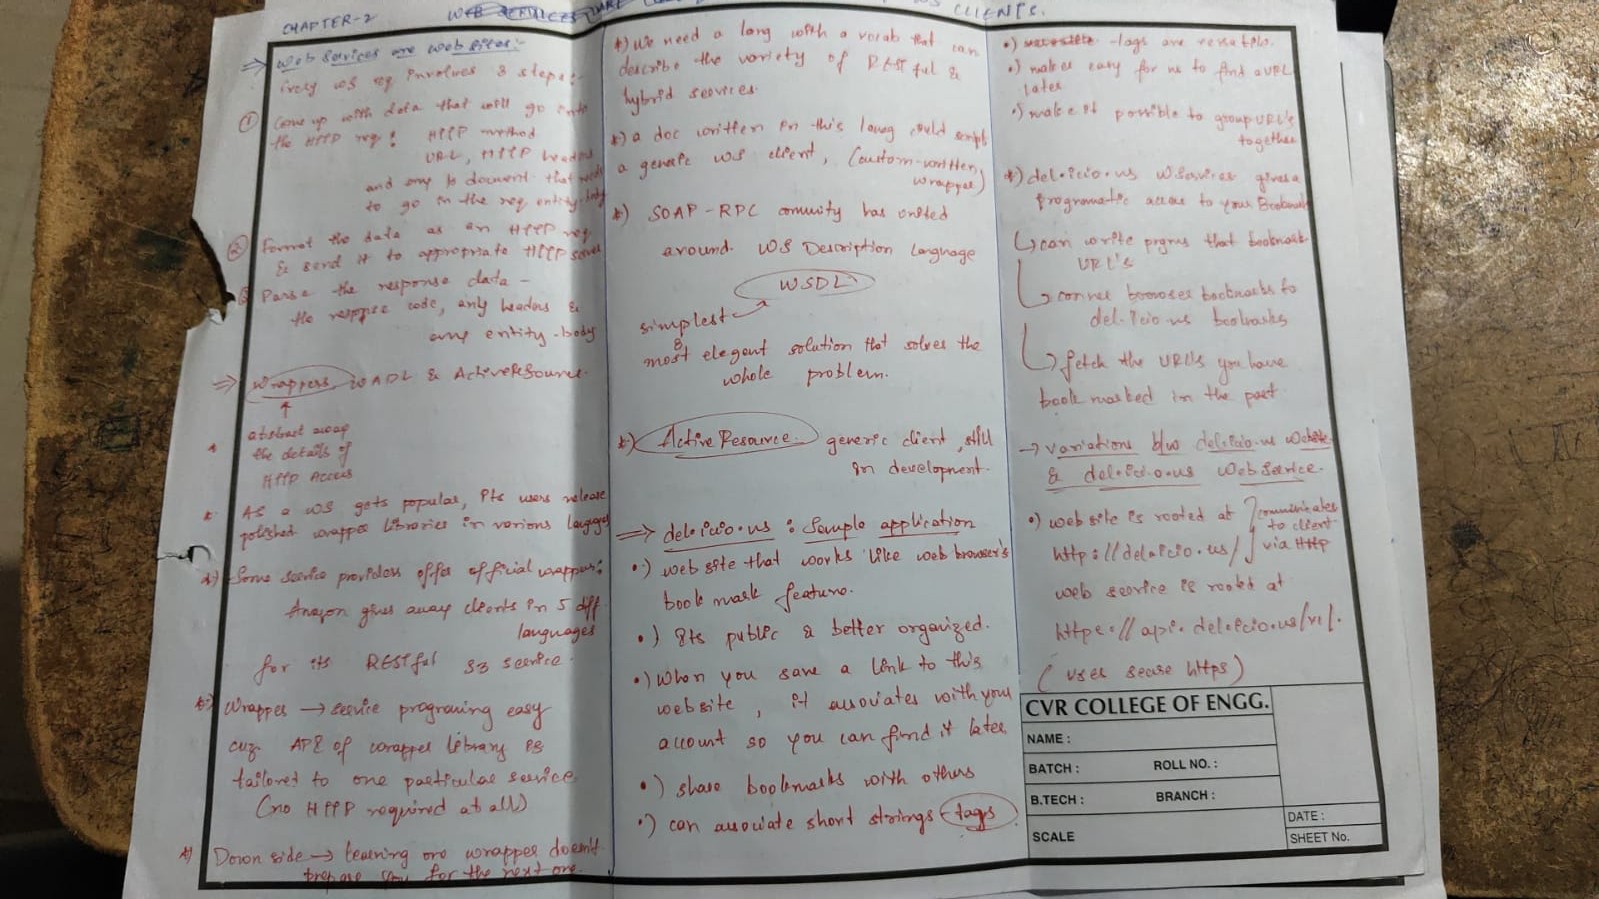 CHAPTER-2
WS CLIENTS.
=> Web Services are web sites:-
Every WS req involves 3 steps:-
① Come up with data that will go into
the HTTP req: HTTP method
URL, HTTP headers
and any document that needs
to go in the req entity-body
② Format the data as an HTTP req
& send it to appropriate HTTP server
③ Parse the response data -
the response code, any headers &
any entity-body
=> Wrappers WADL & ActiveResource.
abstract away
the details of
HTTP Access
As a WS gets popular, its users release
polished wrapper libraries in various languages
*) Some service providers offer official wrappers:
Amazon gives away clients in 5 diff
languages
for its RESTful S3 service.
*) Wrapper → service programing easy
cuz API of wrapper library is
tailored to one particular service
(no HTTP required at all)
*) Down side → learning one wrapper doesn't
prepare you for the next one
*) We need a lang with a vocab that can
describe the variety of RESTful &
hybrid services.
*) a doc written in this lang could script
a generic WS client, (custom-written
wrapper)
*) SOAP-RPC comunity has united
around WS Description Language
WSDL
simplest
&
most elegant solution that solves the
whole problem.
*) Active Resource generic client, still
in development.
=> del.icio.us : Sample application
•) web site that works like web browser's
book mark feature.
•) Its public & better organized.
•) When you save a link to this
website, it associates with your
account so you can find it later
•) share bookmarks with others
•) can associate short strings tags
•) tags are versatile.
•) makes easy for us to find a URL
later
•) make it possible to group URL's
together
*) del.icio.us WService gives a
Programatic access to your Bookmark
↳ can write prgms that bookmark
URL's
↳ browser bookmarks to
del.icio.us
↳ fetch the URL's you have
book marked in the past
→ variations b/w del.icio.us Website
& del.icio.us Web Service.
•) web site is rooted at communicates
to client
http://del.icio.us/ via HTTP
web service is rooted at
https://api.del.icio.us/v1/.
(uses secure https)
CVR COLLEGE OF ENGG.
NAME :
BATCH : ROLL NO. :
B.TECH : BRANCH :
SCALE
DATE :
SHEET No.